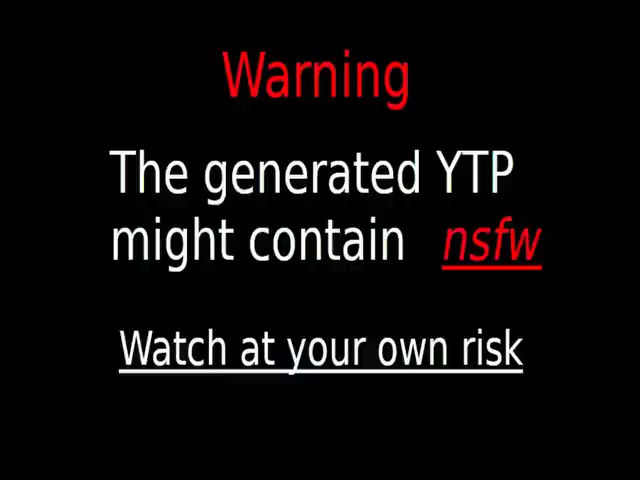 Warning
The generated YTP
might contain nsfw
Watch at your own risk